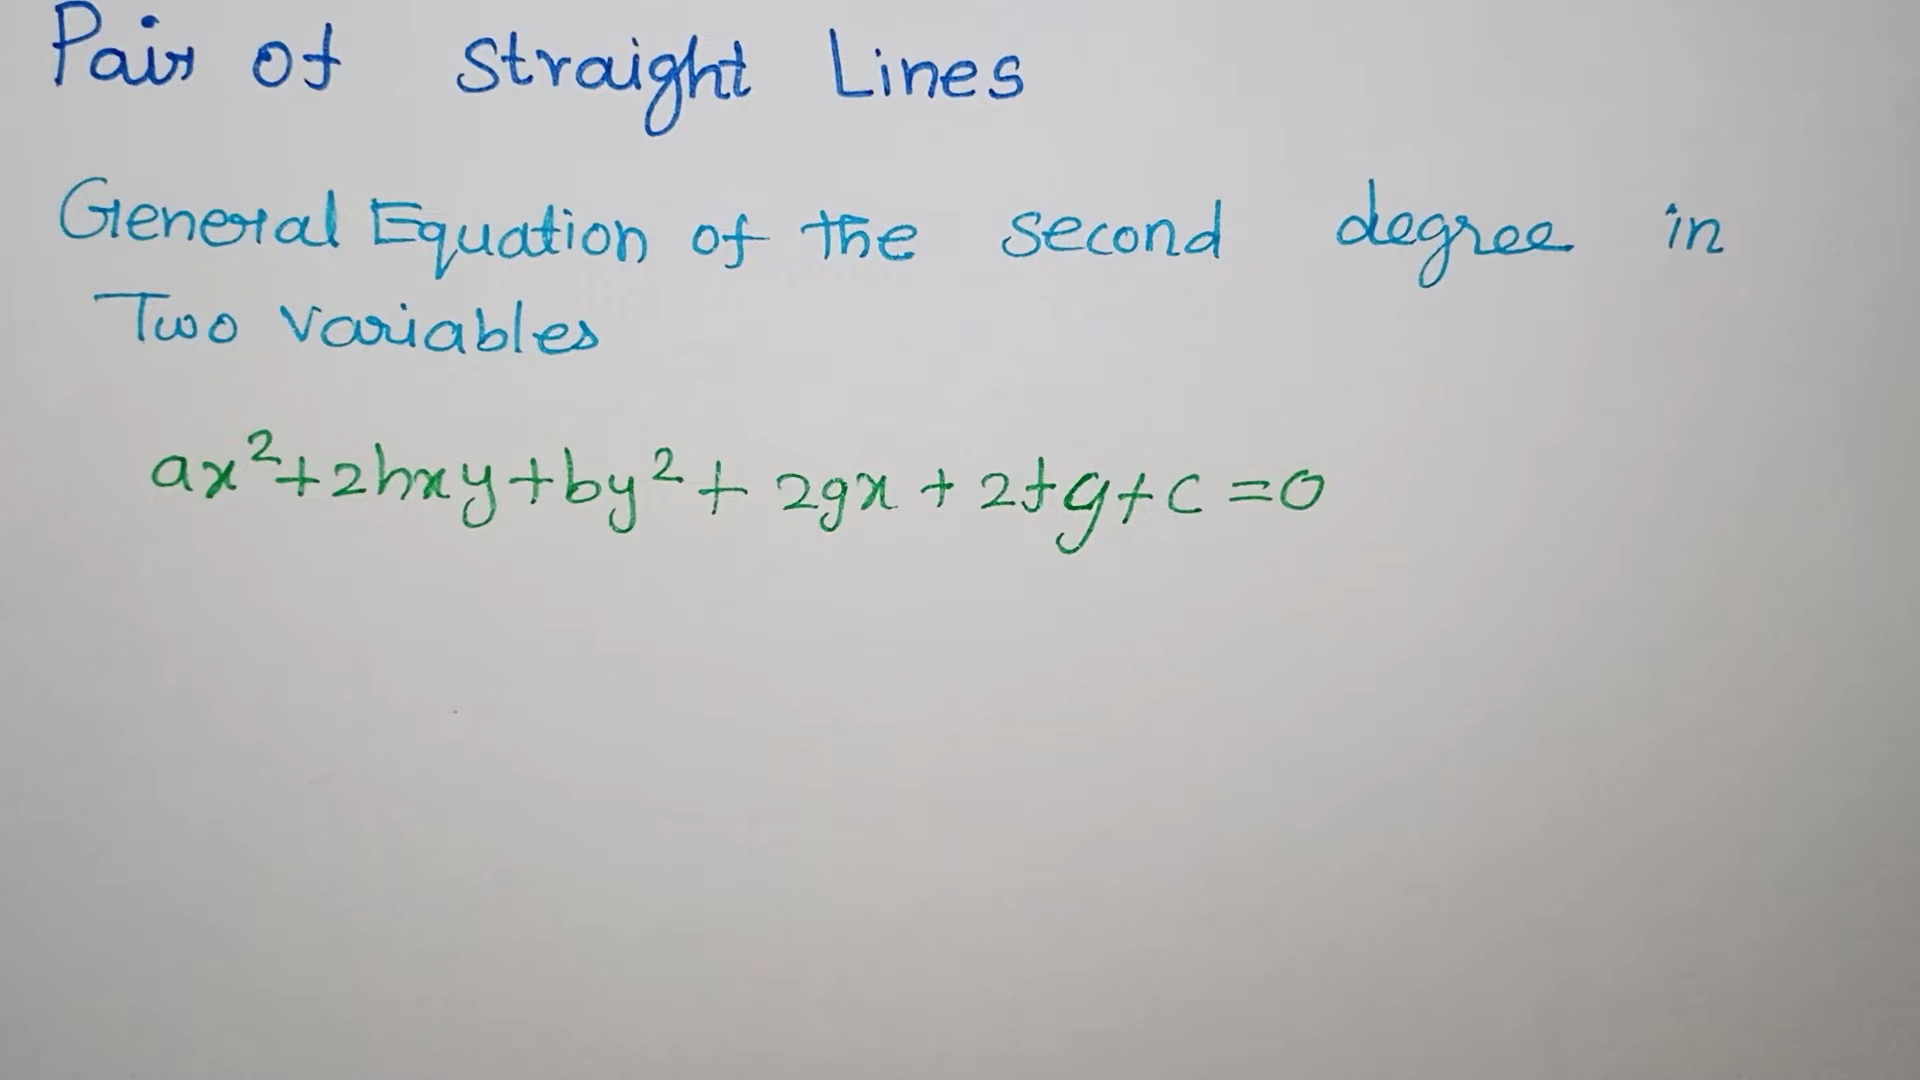 Pair of Straight Lines
General Equation of the second degree in
Two variables
ax²+2hxy+by²+2gx+2fy+c=0